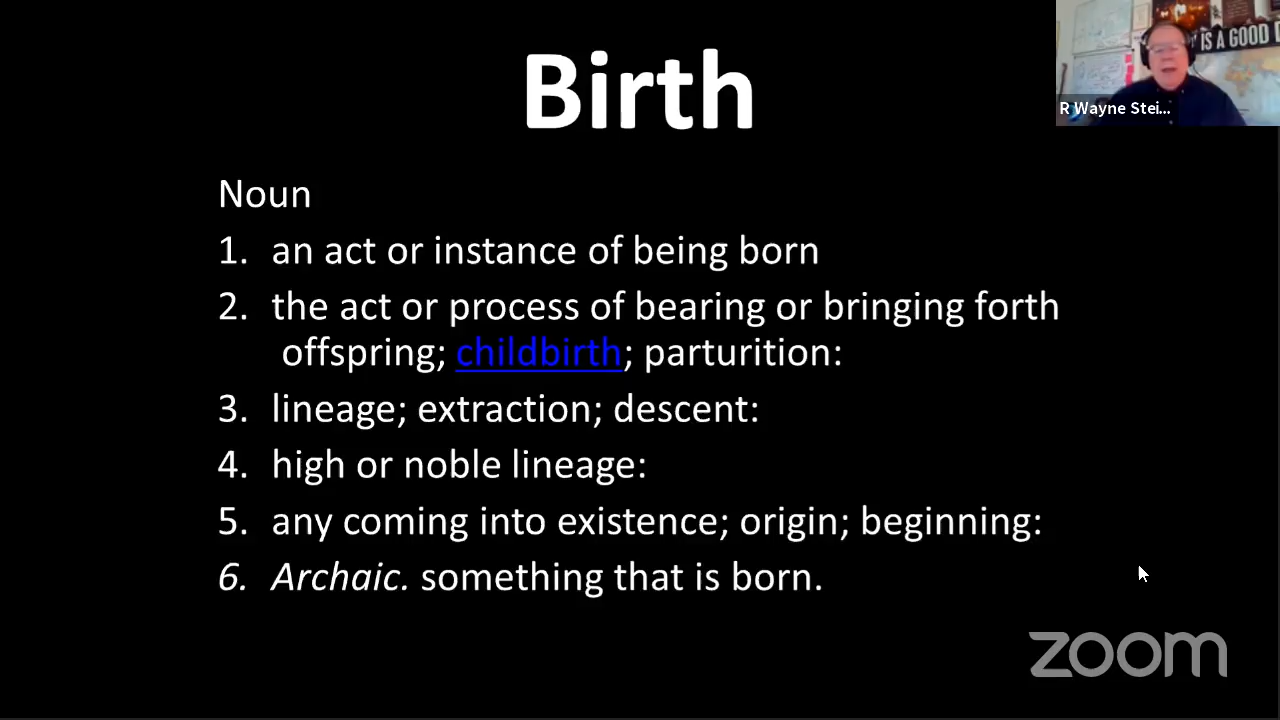 Birth
IS A GOOD
R Wayne Stei...
Noun
1. an act or instance of being born
2. the act or process of bearing or bringing forth
offspring; childbirth; parturition:
3. lineage; extraction; descent:
4. high or noble lineage:
5. any coming into existence; origin; beginning:
6. Archaic. something that is born.
zoom